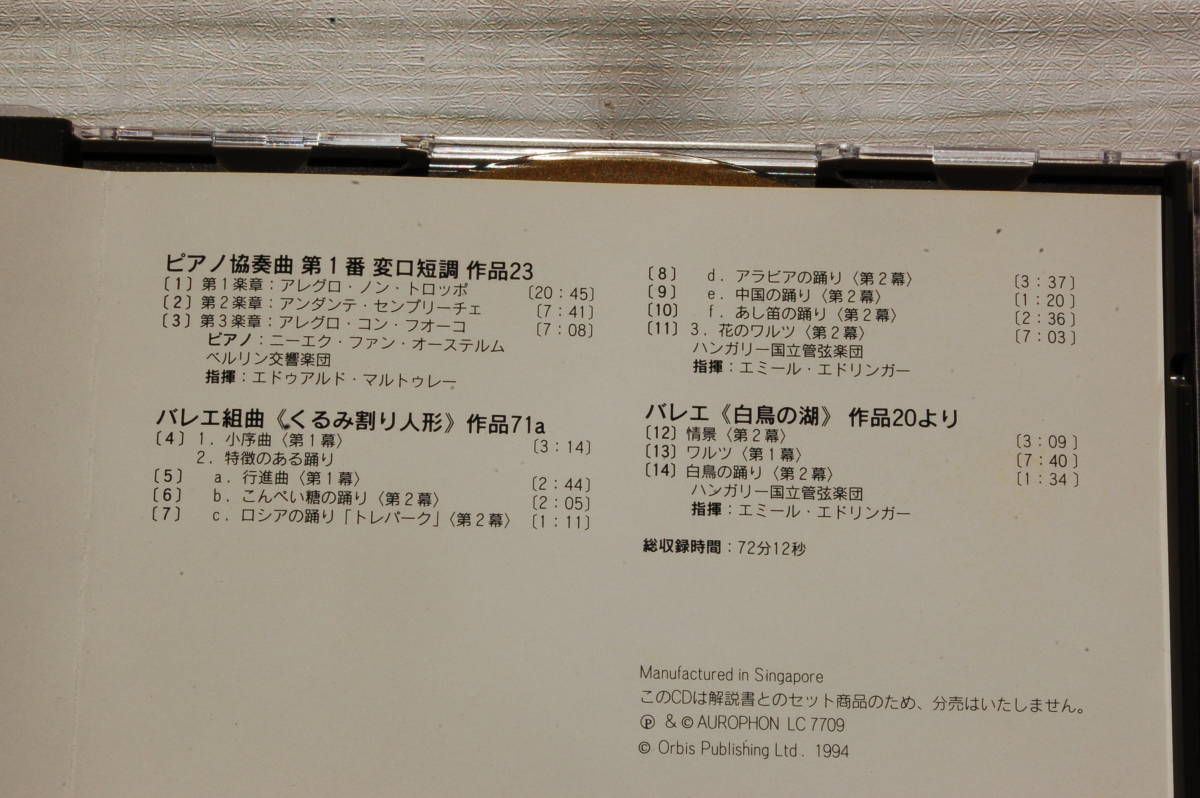 ピアノ協奏曲 第1番 変ロ短調 作品23
〔1〕第1楽章：アレグロ・ノン・トロッポ 〔20：45〕
〔2〕第2楽章：アンダンテ・センプリーチェ 〔7：41〕
〔3〕第3楽章：アレグロ・コン・フオーコ 〔7：08〕
ピアノ：ニーエク・ファン・オーステルム
ベルリン交響楽団
指揮：エドゥアルド・マルトゥレー
バレエ組曲《くるみ割り人形》作品71a
〔4〕1．小序曲〈第1幕〉 〔3：14〕
2．特徴のある踊り
〔5〕 a．行進曲〈第1幕〉 〔2：44〕
〔6〕 b．こんぺい糖の踊り〈第2幕〉 〔2：05〕
〔7〕 c．ロシアの踊り「トレパーク」〈第2幕〉 〔1：11〕
〔8〕 d．アラビアの踊り〈第2幕〉 〔3：37〕
〔9〕 e．中国の踊り〈第2幕〉 〔1：20〕
〔10〕 f．あし笛の踊り〈第2幕〉 〔2：36〕
〔11〕3．花のワルツ〈第2幕〉 〔7：03〕
ハンガリー国立管弦楽団
指揮：エミール・エドリンガー
バレエ《白鳥の湖》 作品20より
〔12〕情景〈第2幕〉 〔3：09〕
〔13〕ワルツ〈第1幕〉 〔7：40〕
〔14〕白鳥の踊り〈第2幕〉 〔1：34〕
ハンガリー国立管弦楽団
指揮：エミール・エドリンガー
総収録時間：72分12秒
Manufactured in Singapore
このCDは解説書とのセット商品のため、分売はいたしません。
℗ & © AUROPHON LC 7709
© Orbis Publishing Ltd. 1994